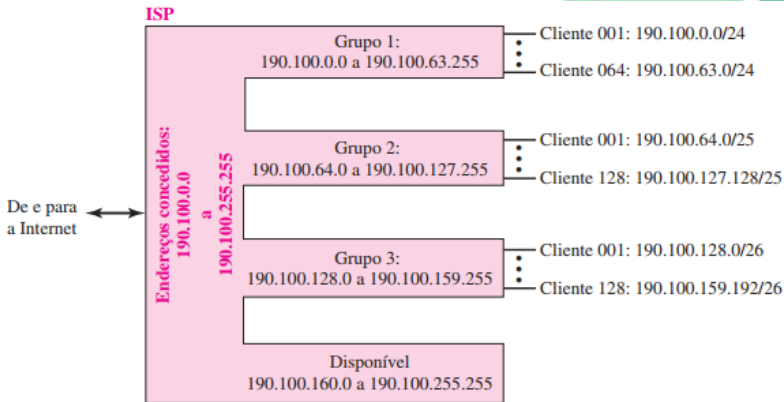 ISP
Grupo 1:
190.100.0.0 a 190.100.63.255
Cliente 001: 190.100.0.0/24
Cliente 064: 190.100.63.0/24
Grupo 2:
190.100.64.0 a 190.100.127.255
Cliente 001: 190.100.64.0/25
Cliente 128: 190.100.127.128/25
De e para
a Internet
Endereços concedidos:
190.100.0.0
a
190.100.255.255
Grupo 3:
190.100.128.0 a 190.100.159.255
Cliente 001: 190.100.128.0/26
Cliente 128: 190.100.159.192/26
Disponível
190.100.160.0 a 190.100.255.255